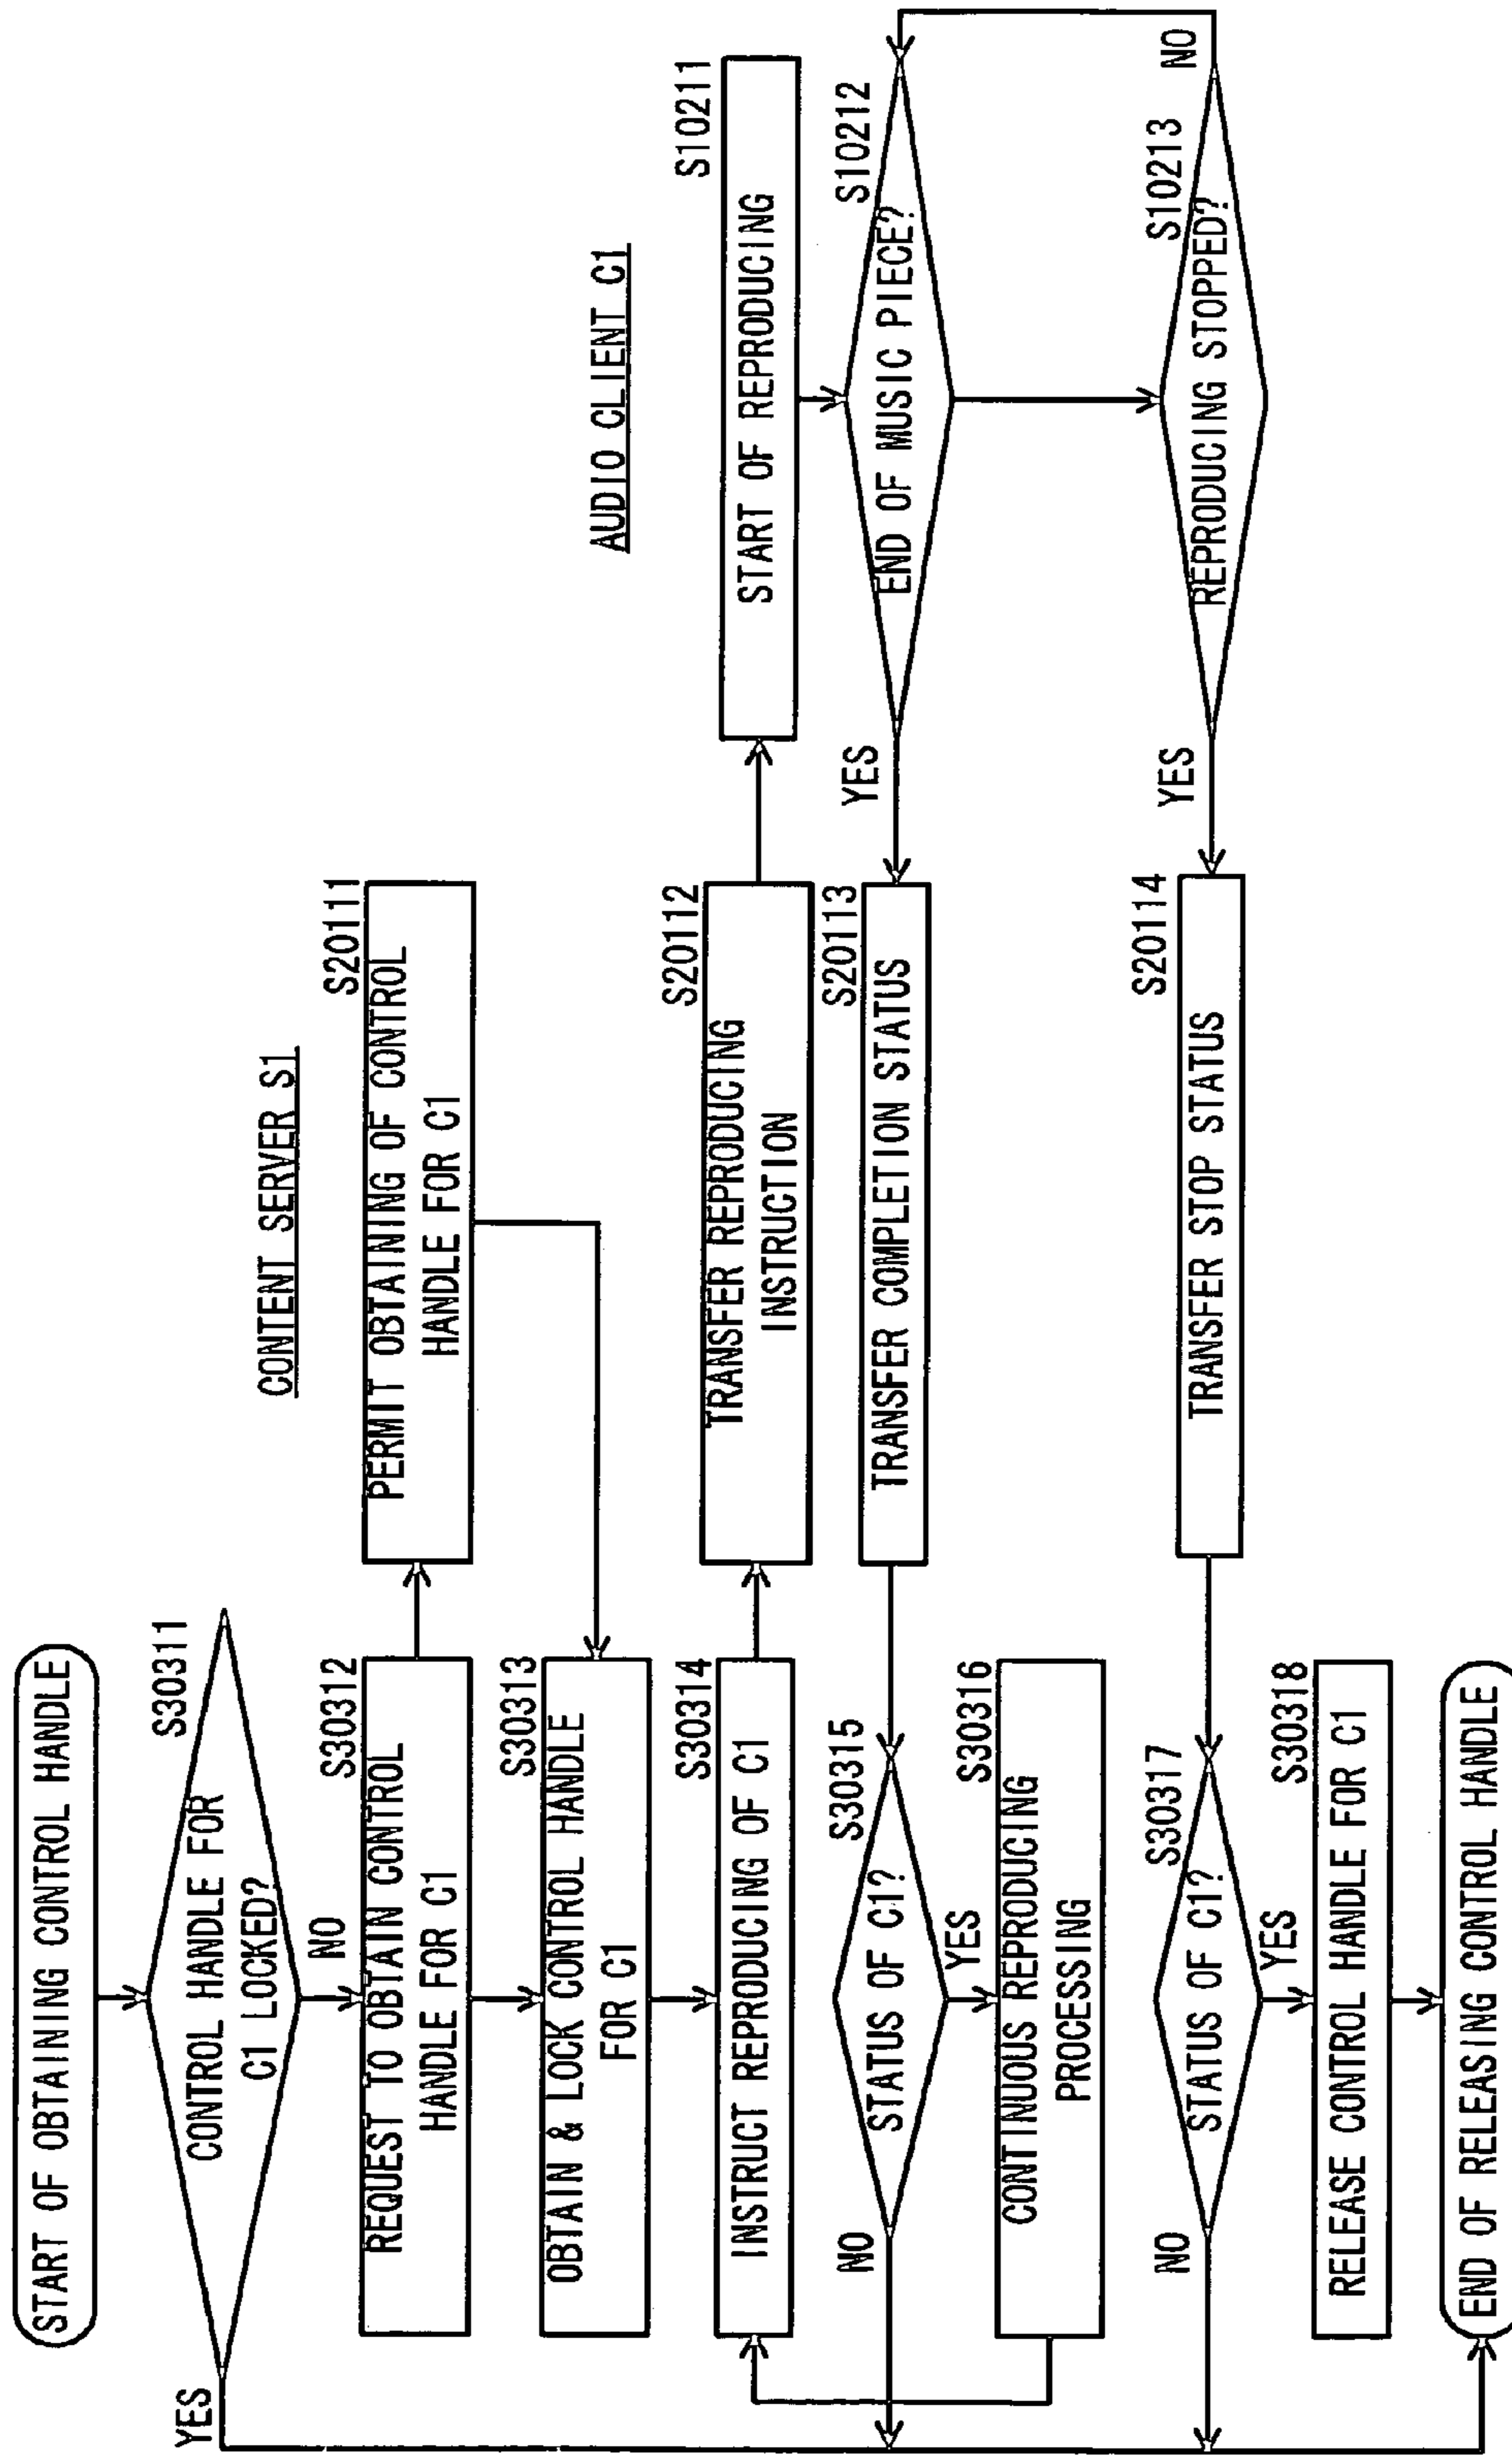 START OF OBTAINING CONTROL HANDLE
S30311
CONTROL HANDLE FOR
C1 LOCKED?
YES
NO
S30312
REQUEST TO OBTAIN CONTROL
HANDLE FOR C1
S30313
OBTAIN & LOCK CONTROL HANDLE
FOR C1
S30314
INSTRUCT REPRODUCING OF C1
S30315
STATUS OF C1?
NO
YES
S30316
CONTINUOUS REPRODUCING
PROCESSING
S30317
STATUS OF C1?
NO
YES
S30318
RELEASE CONTROL HANDLE FOR C1
END OF RELEASING CONTROL HANDLE
CONTENT SERVER S1
S20111
PERMIT OBTAINING OF CONTROL
HANDLE FOR C1
S20112
TRANSFER REPRODUCING
INSTRUCTION
S20113
TRANSFER COMPLETION STATUS
S20114
TRANSFER STOP STATUS
AUDIO CLIENT C1
S10211
START OF REPRODUCING
S10212
END OF MUSIC PIECE?
YES
S10213
REPRODUCING STOPPED?
YES
NO